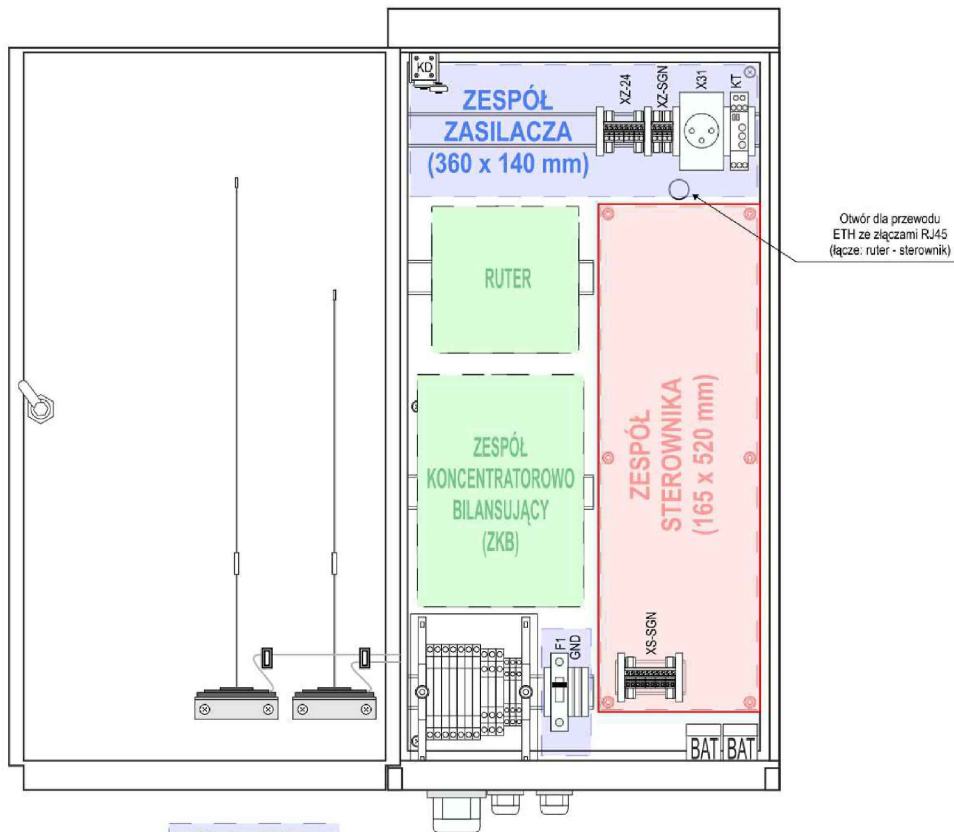 KD
ZESPÓŁ
ZASILACZA
(360 x 140 mm)
XZ-24
XZ-SGN
X31
KT
Otwór dla przewodu
ETH ze złączami RJ45
(łącze: ruter - sterownik)
RUTER
ZESPÓŁ
KONCENTRATOROWO
BILANSUJĄCY
(ZKB)
ZESPÓŁ
STEROWNIKA
(165 x 520 mm)
F1
GND
XS-SGN
BAT
BAT